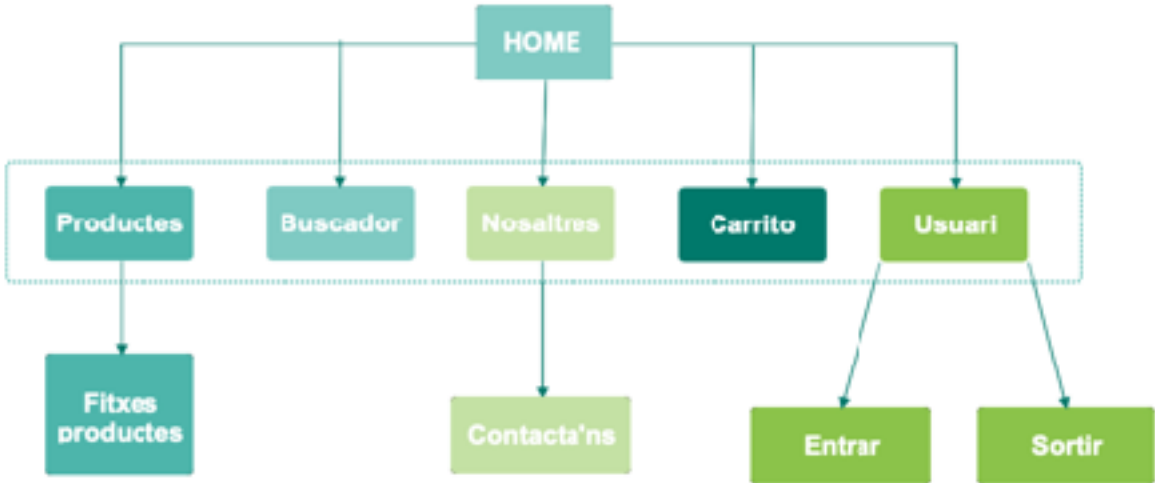 HOME
Productes
Buscador
Nosaltres
Carrito
Usuari
Fitxes
productes
Contacta'ns
Entrar
Sortir